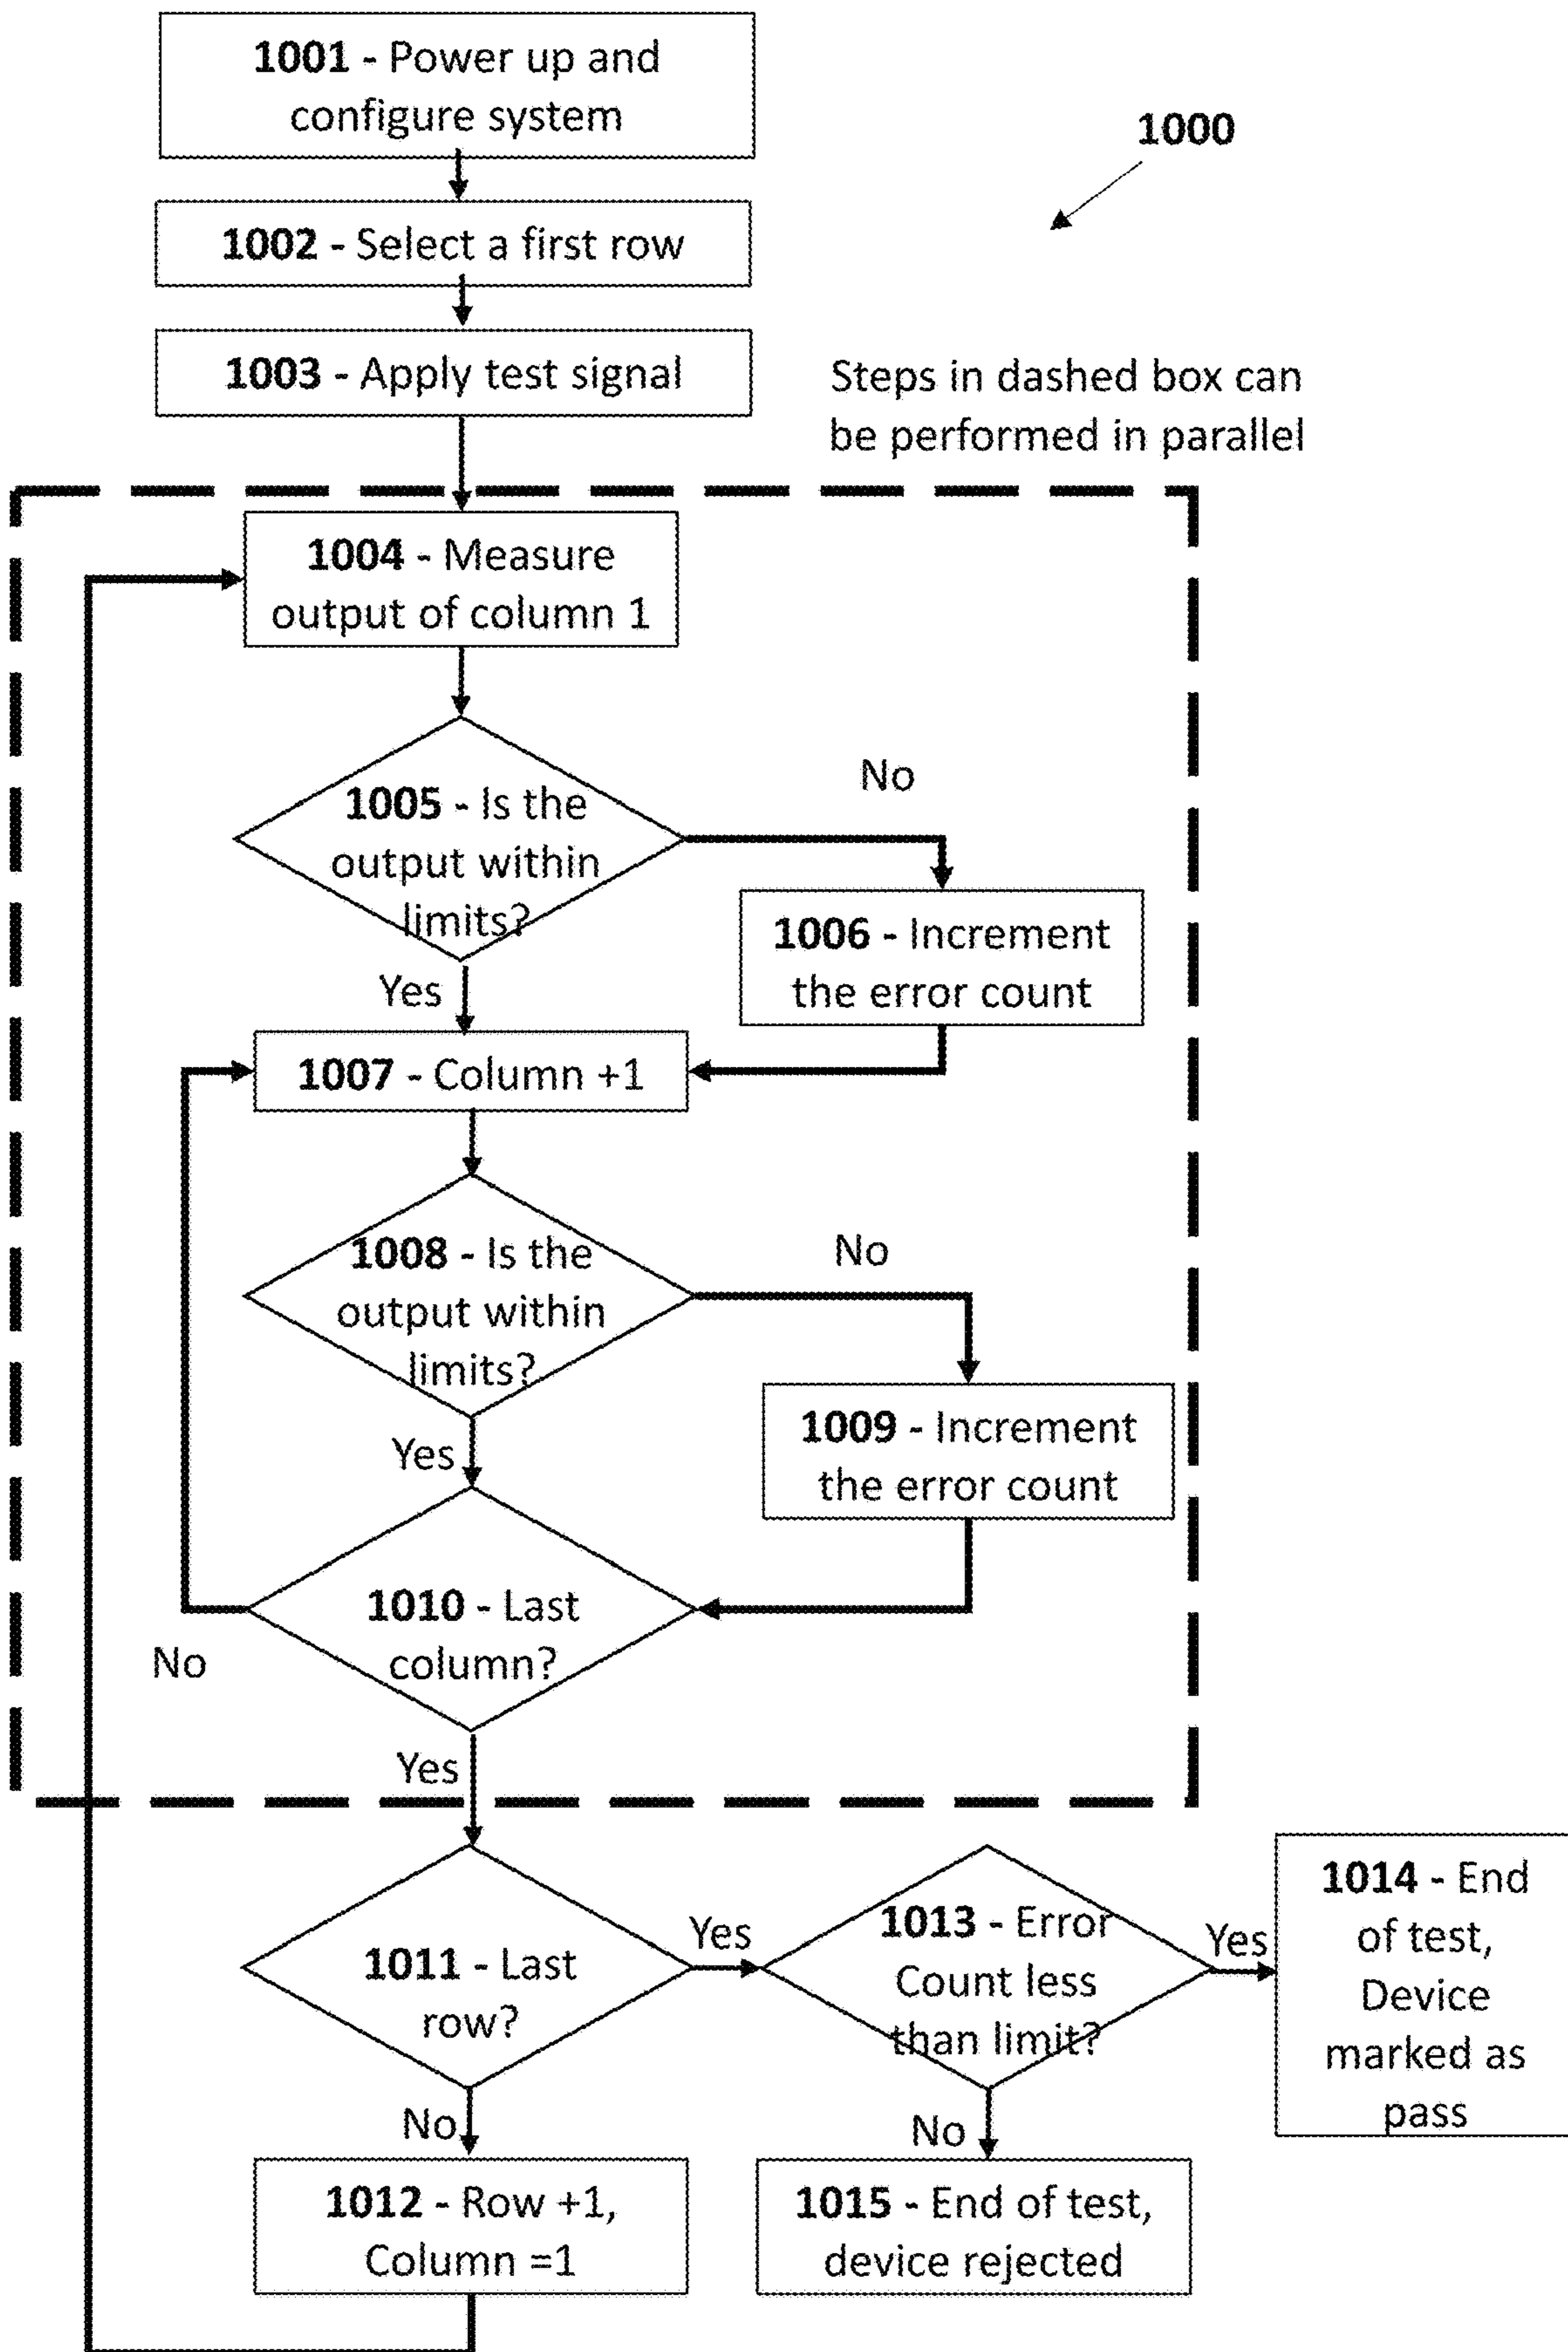 1001 - Power up and
configure system
1000
1002 - Select a first row
1003 - Apply test signal
Steps in dashed box can
be performed in parallel
1004 - Measure
output of column 1
1005 - Is the
output within
limits?
No
1006 - Increment
the error count
Yes
1007 - Column +1
1008 - Is the
output within
limits?
No
1009 - Increment
the error count
Yes
1010 - Last
column?
No
Yes
1011 - Last
row?
Yes
1013 - Error
Count less
than limit?
Yes
1014 - End
of test,
Device
marked as
pass
No
1012 - Row +1,
Column =1
No
1015 - End of test,
device rejected